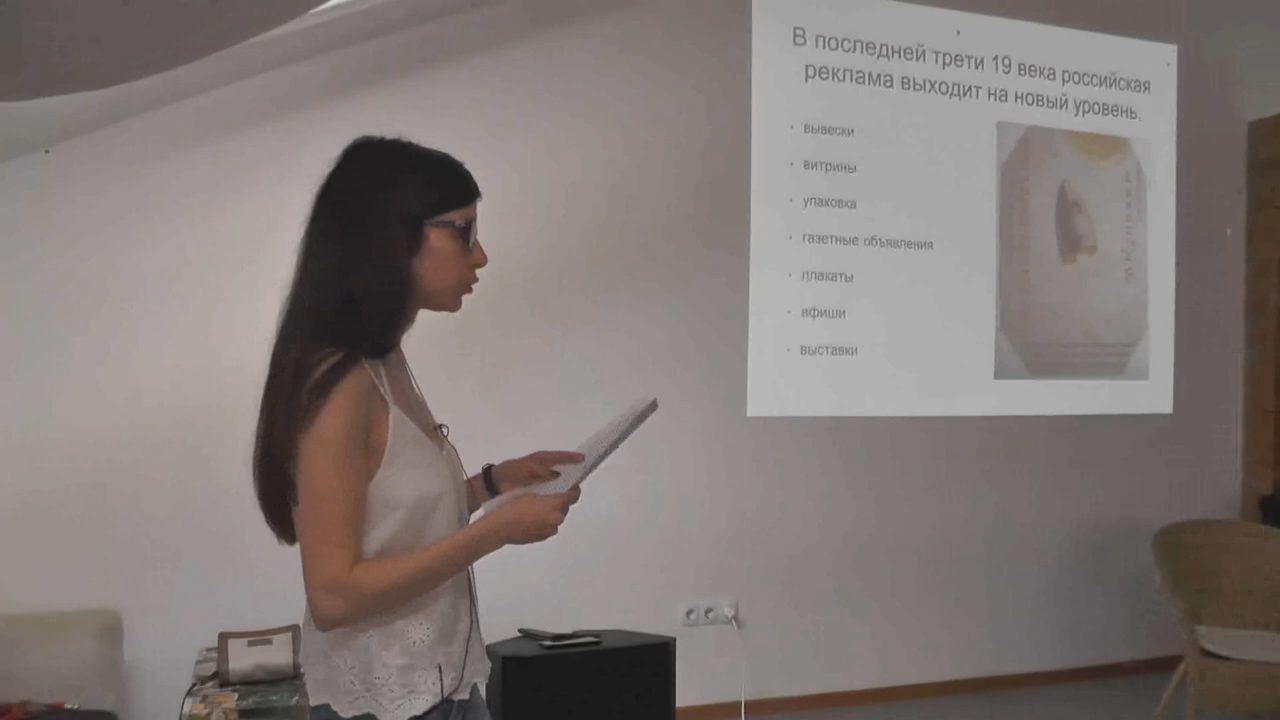 В последней трети 19 века российская
реклама выходит на новый уровень.
вывески
витрины
упаковка
газетные объявления
плакаты
афиши
выставки